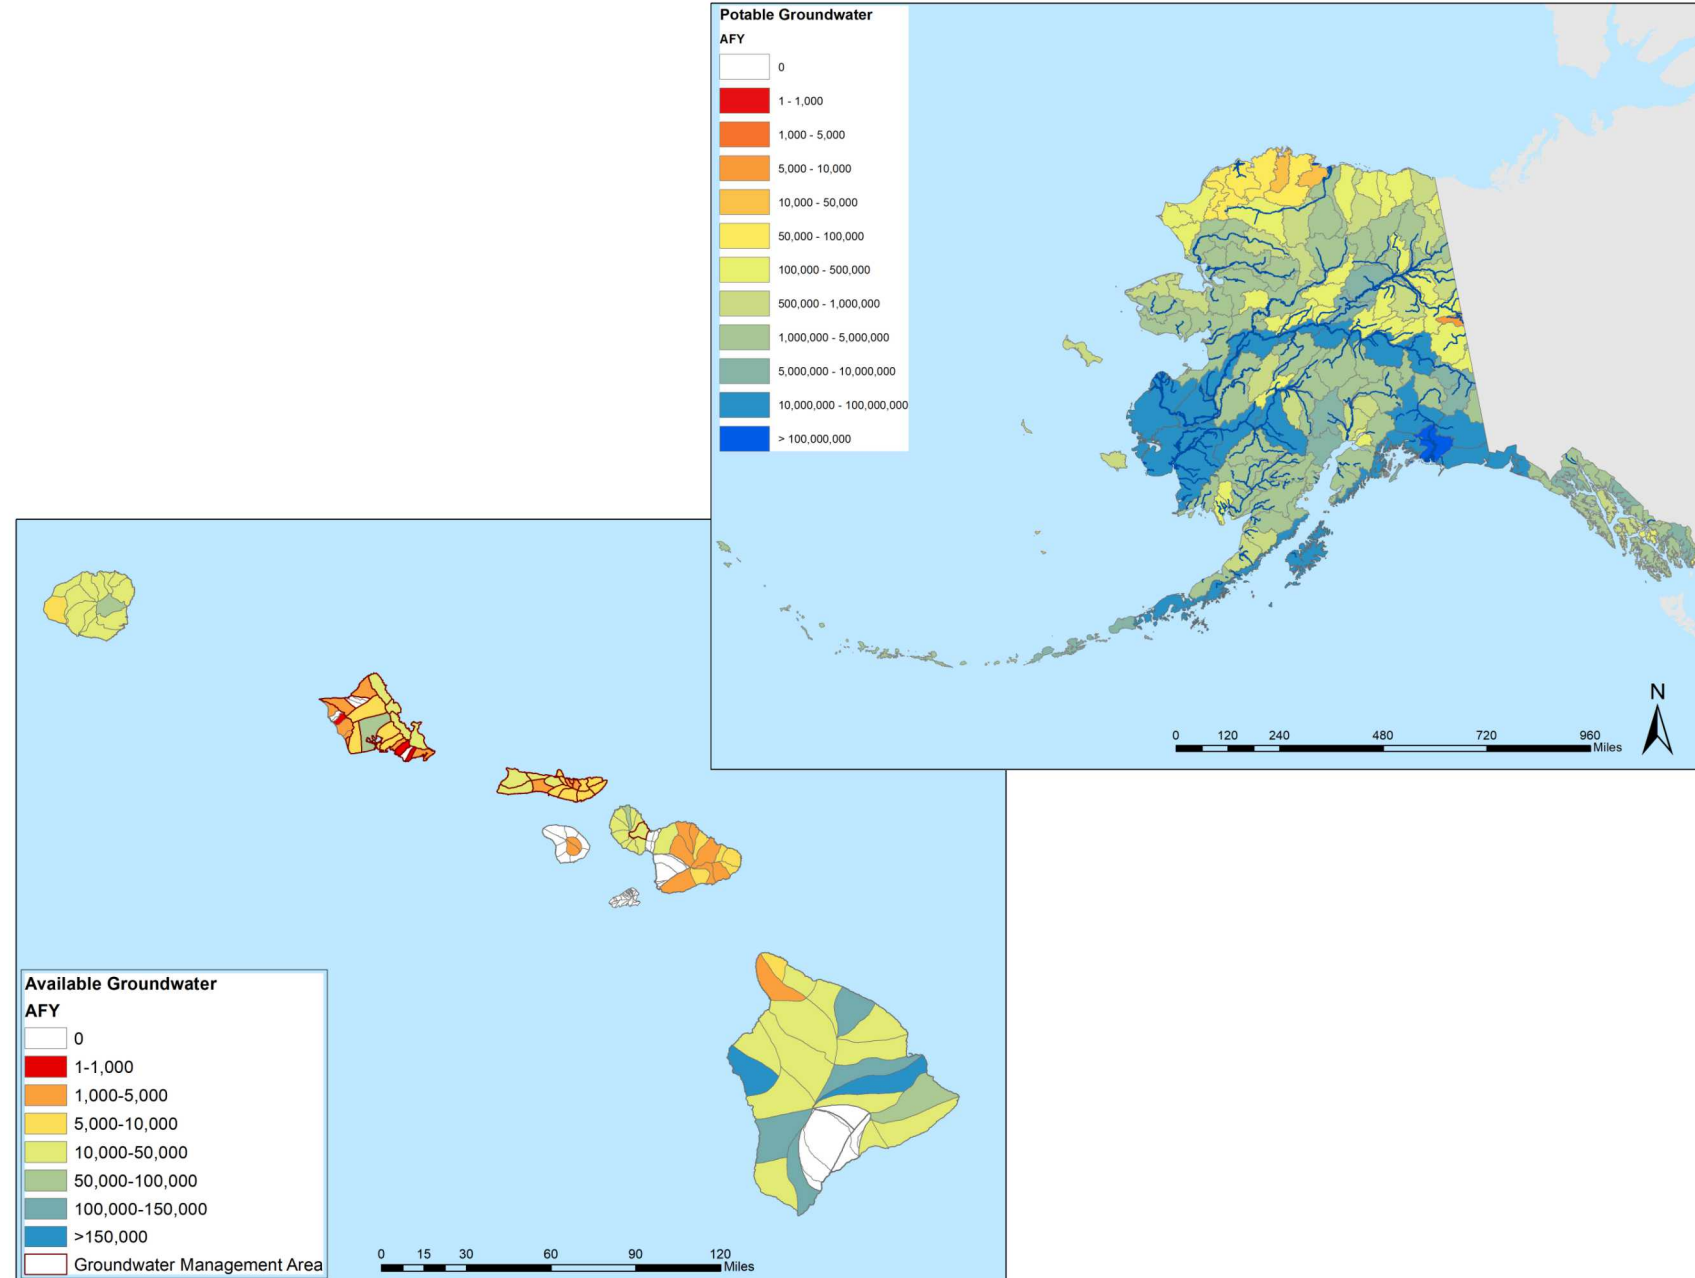 Potable Groundwater
AFY
0
1 - 1,000
1,000 - 5,000
5,000 - 10,000
10,000 - 50,000
50,000 - 100,000
100,000 - 500,000
500,000 - 1,000,000
1,000,000 - 5,000,000
5,000,000 - 10,000,000
10,000,000 - 100,000,000
> 100,000,000
N
0 120 240 480 720 960
Miles
Available Groundwater
AFY
0
1-1,000
1,000-5,000
5,000-10,000
10,000-50,000
50,000-100,000
100,000-150,000
>150,000
Groundwater Management Area
0 15 30 60 90 120
Miles